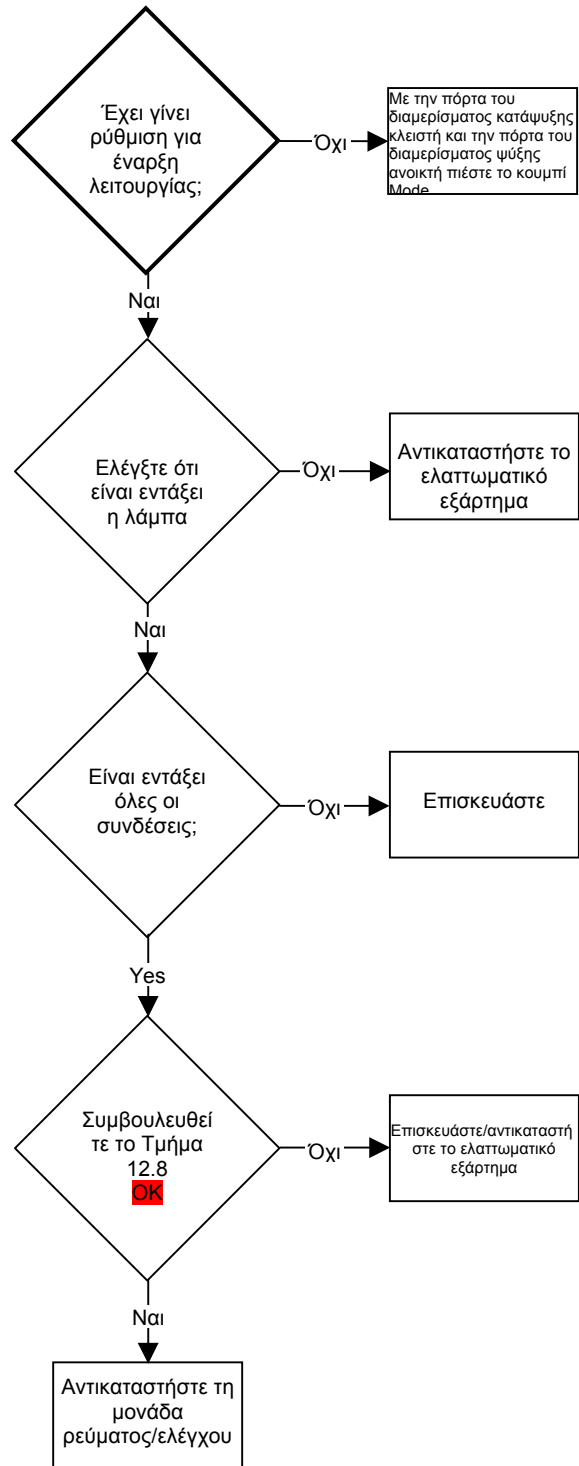 Έχει γίνει
ρύθμιση για
έναρξη
λειτουργίας;
Όχι
Με την πόρτα του
διαμερίσματος κατάψυξης
κλειστή και την πόρτα του
διαμερίσματος ψύξης
ανοικτή πιέστε το κουμπί
Mode
Ναι
Ελέγξτε ότι
είναι εντάξει
η λάμπα
Όχι
Αντικαταστήστε το
ελαττωματικό
εξάρτημα
Ναι
Είναι εντάξει
όλες οι
συνδέσεις;
Όχι
Επισκευάστε
Yes
Συμβουλευθεί
τε το Τμήμα
12.8
OK
Όχι
Επισκευάστε/αντικαταστή
στε το ελαττωματικό
εξάρτημα
Ναι
Αντικαταστήστε τη
μονάδα
ρεύματος/ελέγχου